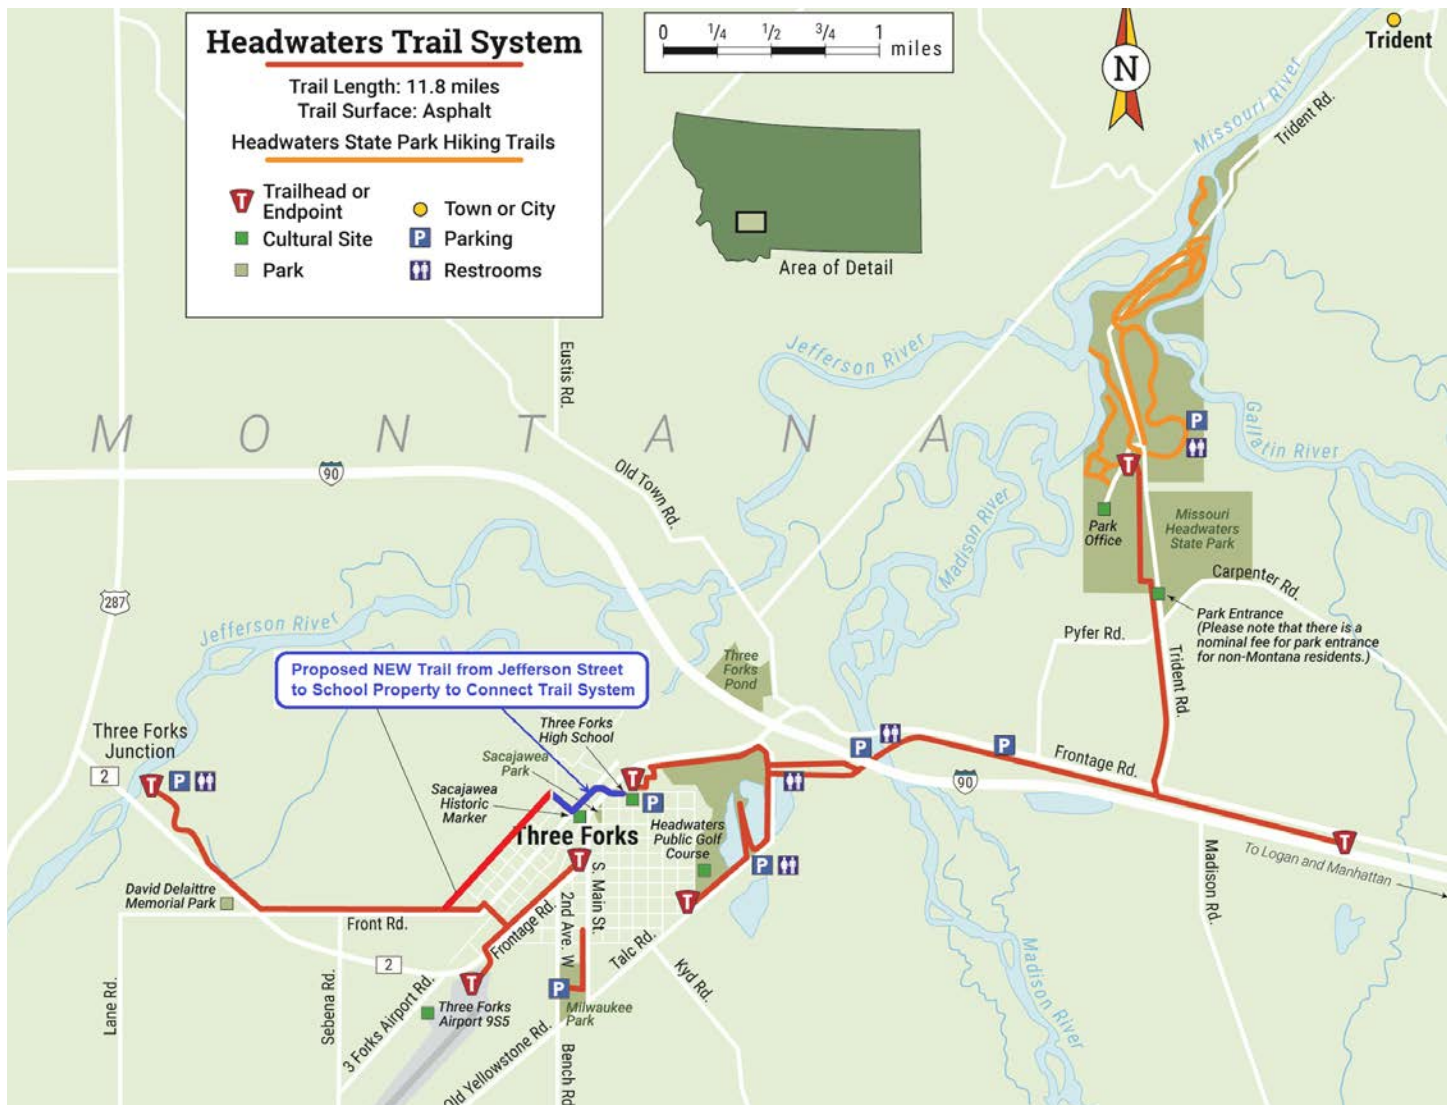 Headwaters Trail System
Trail Length: 11.8 miles
Trail Surface: Asphalt
Headwaters State Park Hiking Trails
T Trailhead or
Endpoint
Cultural Site
Park
Town or City
P Parking
Restrooms
0 1/4 1/2 3/4 1
miles
Area of Detail
N
Trident
Missouri River
Trident Rd.
Eustis Rd.
Jefferson River
MONTANA
90
Old Town Rd.
Gallatin River
P
T
Madison River
Park
Office
Missouri
Headwaters
State Park
Carpenter Rd.
287
Jefferson River
Pyfer Rd.
Park Entrance
(Please note that there is a
nominal fee for park entrance
for non-Montana residents.)
Trident Rd.
Proposed NEW Trail from Jefferson Street
to School Property to Connect Trail System
Three
Forks
Pond
Three Forks
Junction
2
T P
Three Forks
High School
Sacajawea
Park
Sacajawea
Historic
Marker
T
P
P
P
Frontage Rd.
90
Three Forks
T
Headwaters
Public Golf
Course
P
T
T
To Logan and Manhattan
Madison Rd.
David Delaittre
Memorial Park
Front Rd.
Frontage Rd.
2nd Ave. W
S. Main St.
Talc Rd.
Kyd Rd.
2
Lane Rd.
Sebena Rd.
3 Forks Airport Rd.
T
Three Forks
Airport 9S5
P
Milwaukee
Park
Old Yellowstone Rd.
Bench Rd.
Madison River